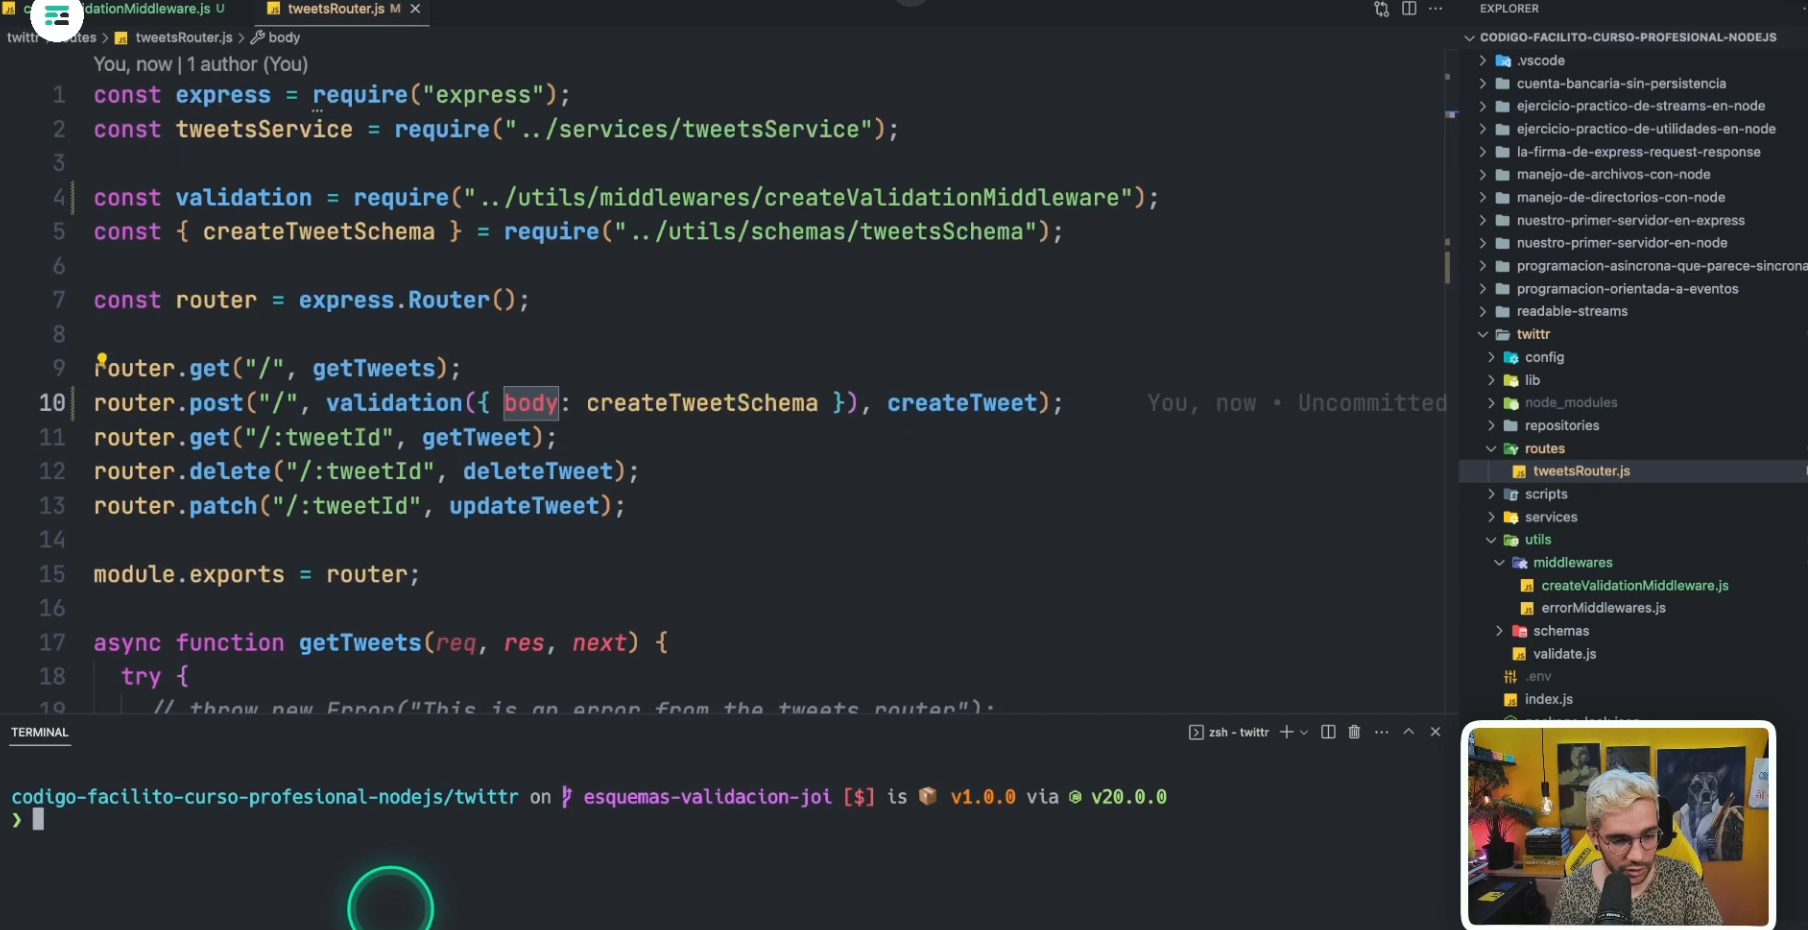 dationMiddleware.js U
tweetsRouter.js M
twittr
tweetsRouter.js > body
You, now | 1 author (You)
1 const express = require("express");
2 const tweetsService = require("../services/tweetsService");
3
4 const validation = require("../utils/middlewares/createValidationMiddleware");
5 const { createTweetSchema } = require("../utils/schemas/tweetsSchema");
6
7 const router = express.Router();
8
9 router.get("/", getTweets);
10 router.post("/", validation({ body: createTweetSchema }), createTweet); You, now • Uncommitted
11 router.get("/:tweetId", getTweet);
12 router.delete("/:tweetId", deleteTweet);
13 router.patch("/:tweetId", updateTweet);
14
15 module.exports = router;
16
17 async function getTweets(req, res, next) {
18 try {
19 // throw new Error("This is an error from the tweets router");
TERMINAL
zsh - twittr
codigo-facilito-curso-profesional-nodejs/twittr on esquemas-validacion-joi [$] is 📦 v1.0.0 via v20.0.0
❯
EXPLORER
CODIGO-FACILITO-CURSO-PROFESIONAL-NODEJS
.vscode
cuenta-bancaria-sin-persistencia
ejercicio-practico-de-streams-en-node
ejercicio-practico-de-utilidades-en-node
la-firma-de-express-request-response
manejo-de-archivos-con-node
manejo-de-directorios-con-node
nuestro-primer-servidor-en-express
nuestro-primer-servidor-en-node
programacion-asincrona-que-parece-sincrona
programacion-orientada-a-eventos
readable-streams
twittr
config
lib
node_modules
repositories
routes
tweetsRouter.js
scripts
services
utils
middlewares
createValidationMiddleware.js
errorMiddlewares.js
schemas
validate.js
.env
index.js